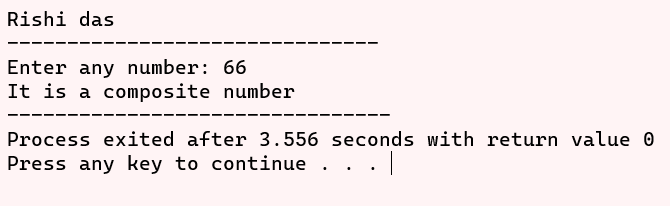 Rishi das
-------------------------------
Enter any number: 66
It is a composite number
--------------------------------
Process exited after 3.556 seconds with return value 0
Press any key to continue . . .